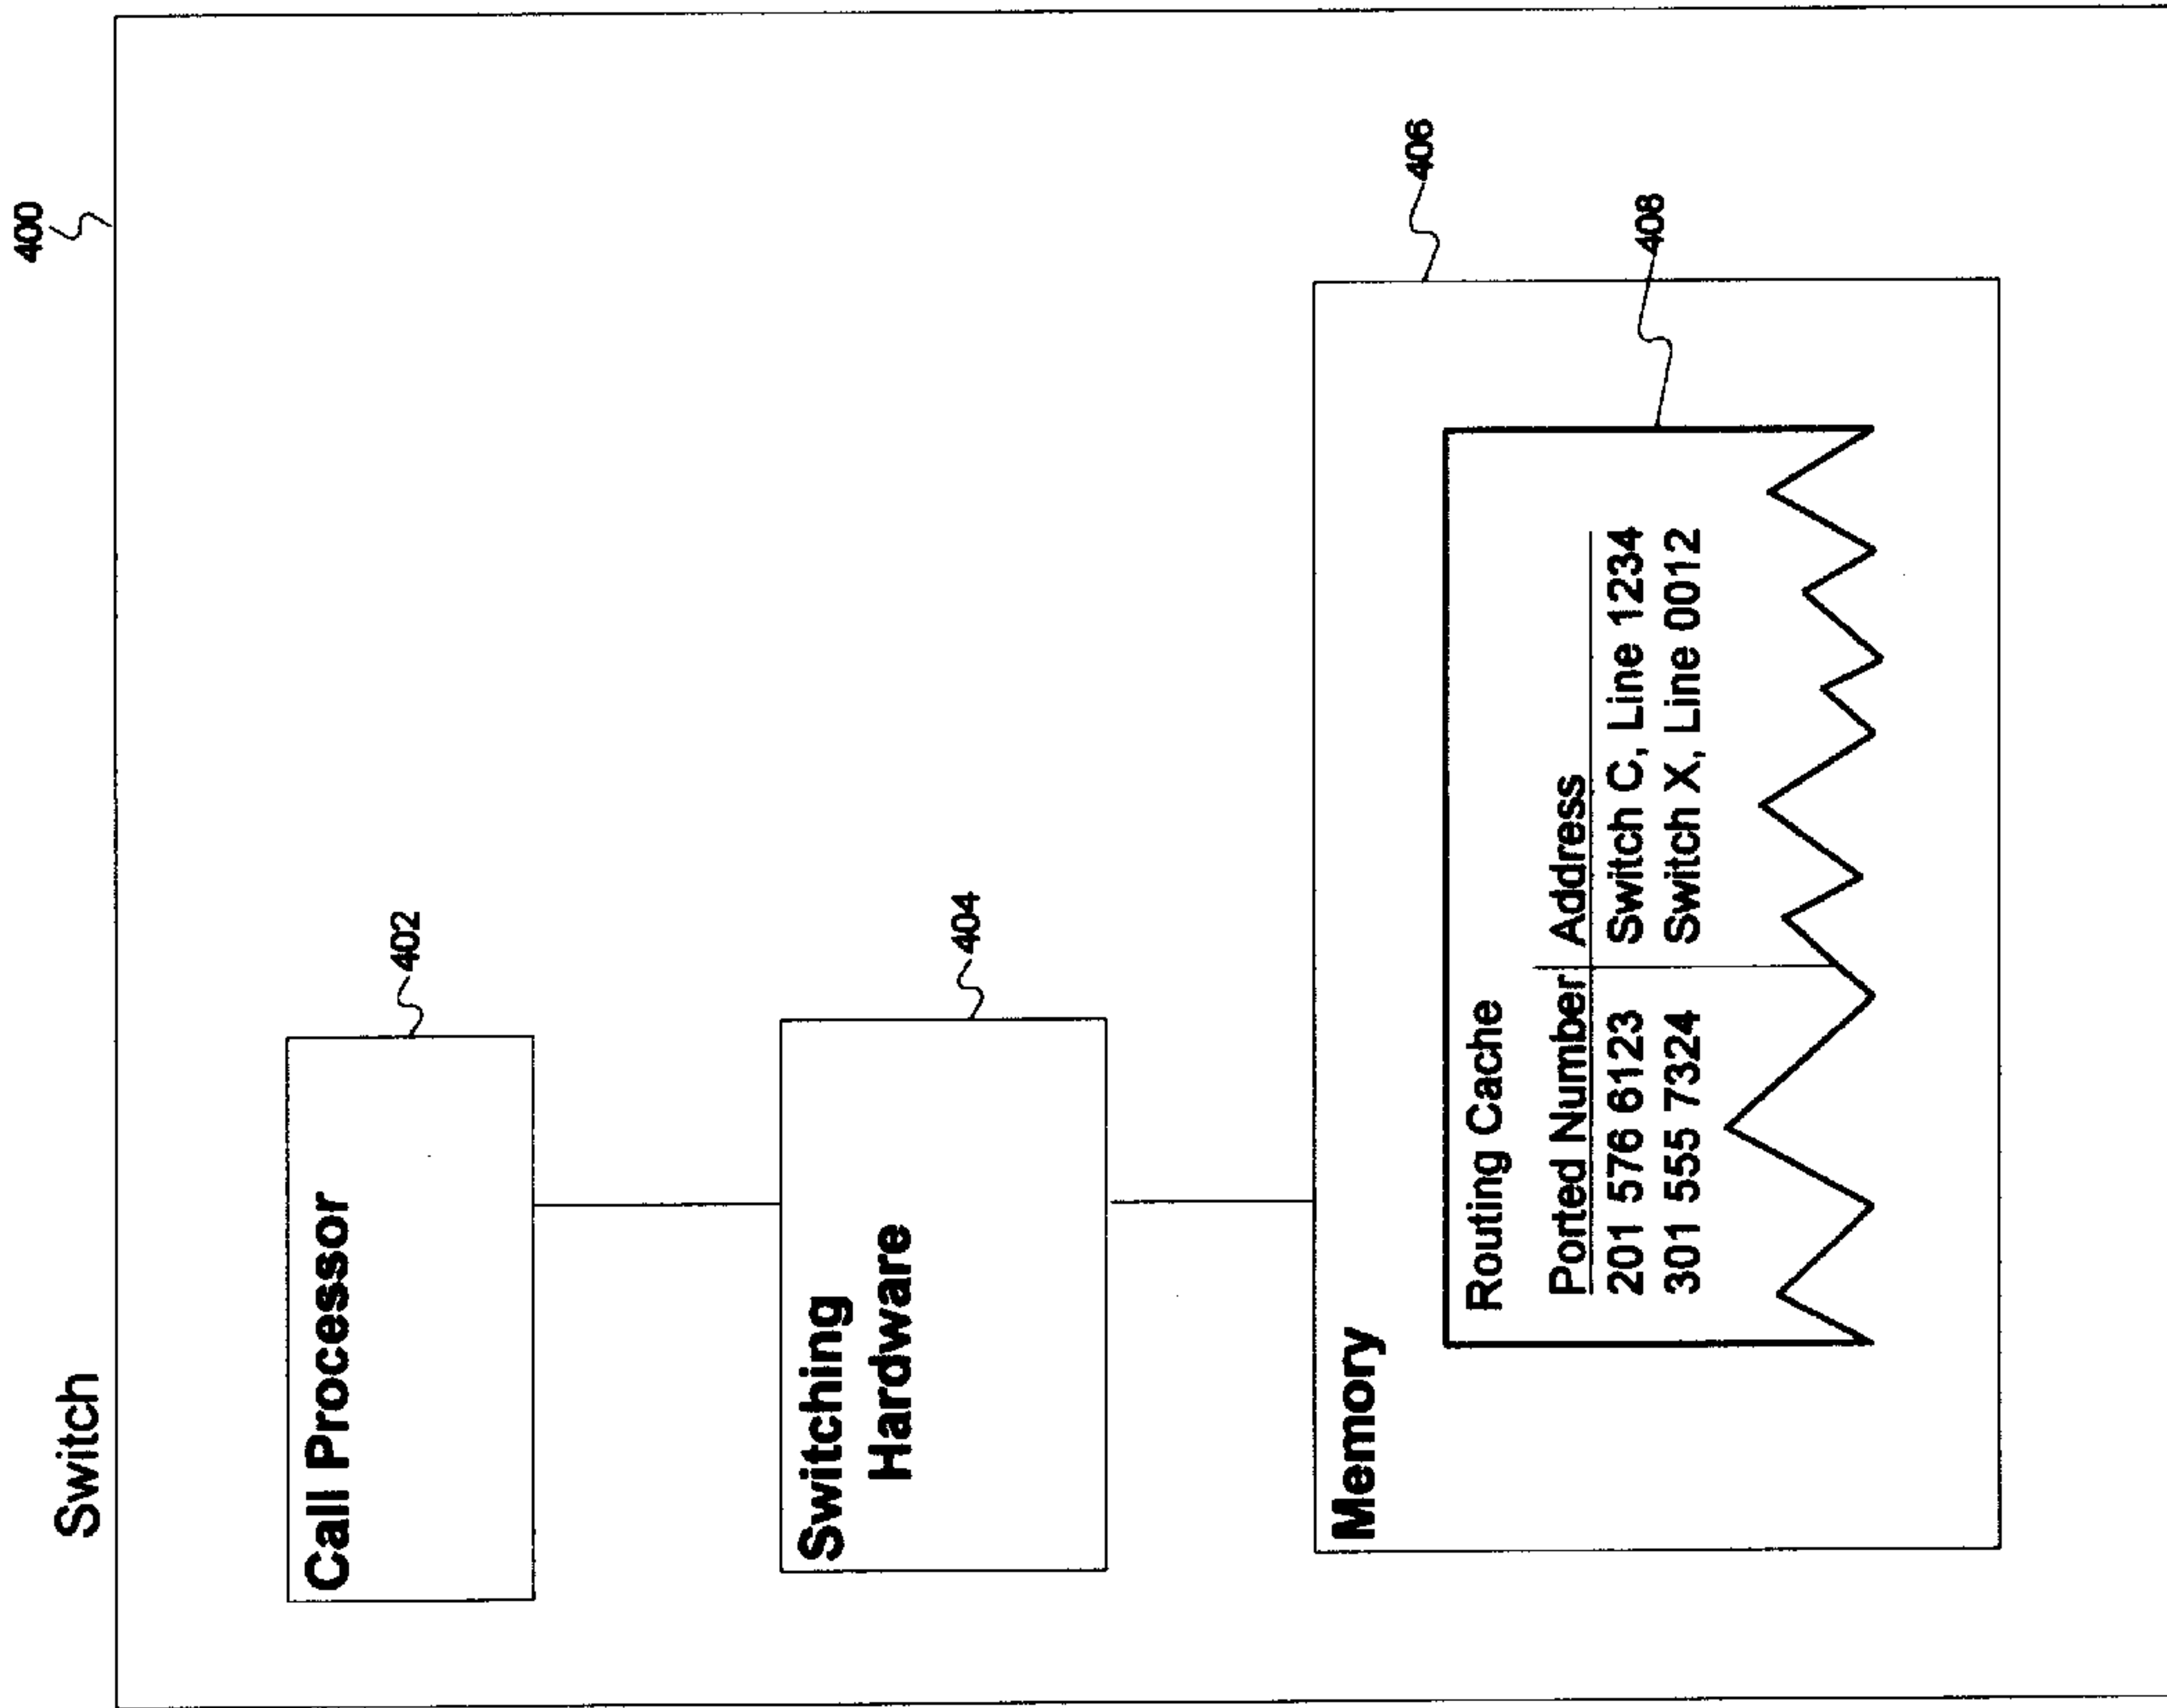 Switch
400
Call Processor
402
Switching
Hardware
404
Memory
406
408
Routing Cache
Ported Number Address
201 576 6123 Switch C, Line 1234
301 555 7324 Switch X, Line 0012